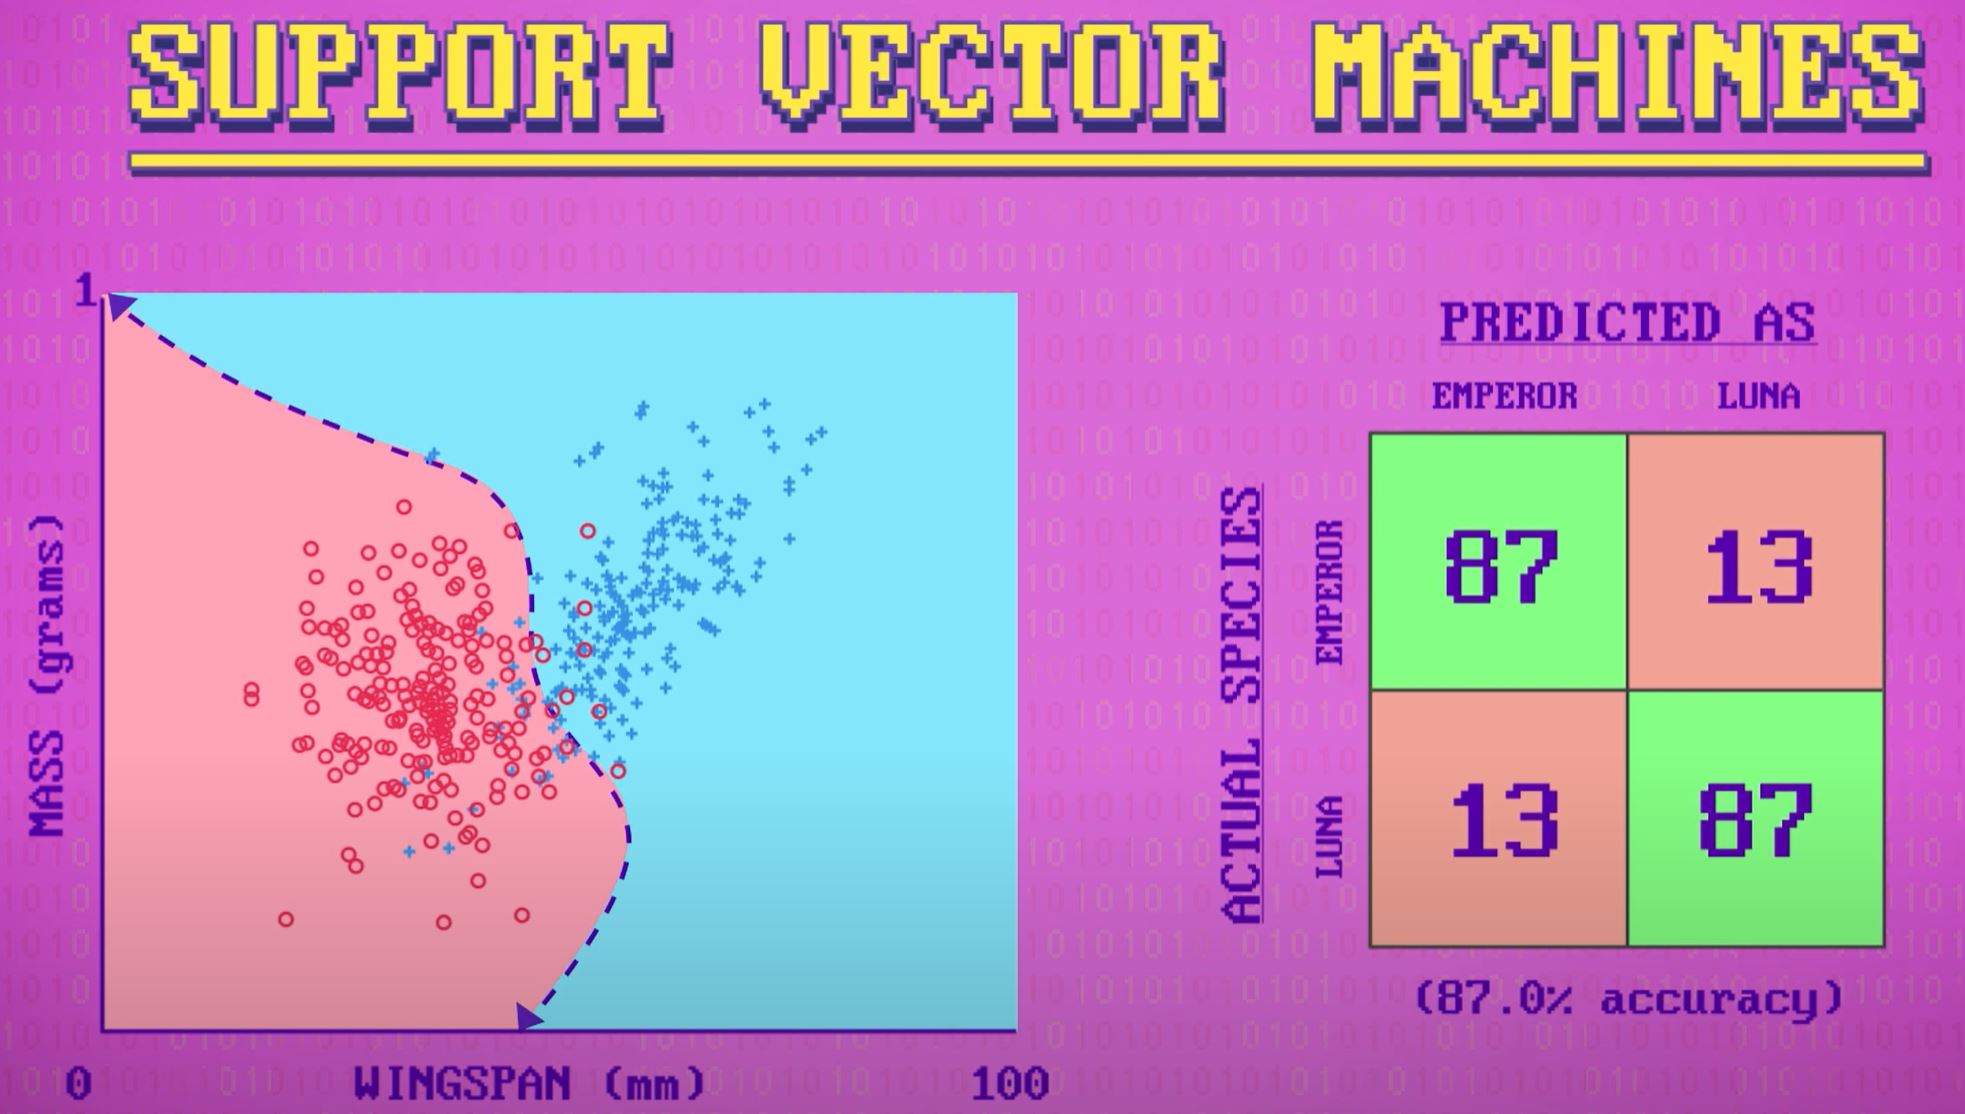 SUPPORT VECTOR MACHINES
1
MASS (grams)
0
WINGSPAN (mm)
100
PREDICTED AS
EMPEROR LUNA
ACTUAL SPECIES
EMPEROR
87 13
LUNA
13 87
(87.0% accuracy)